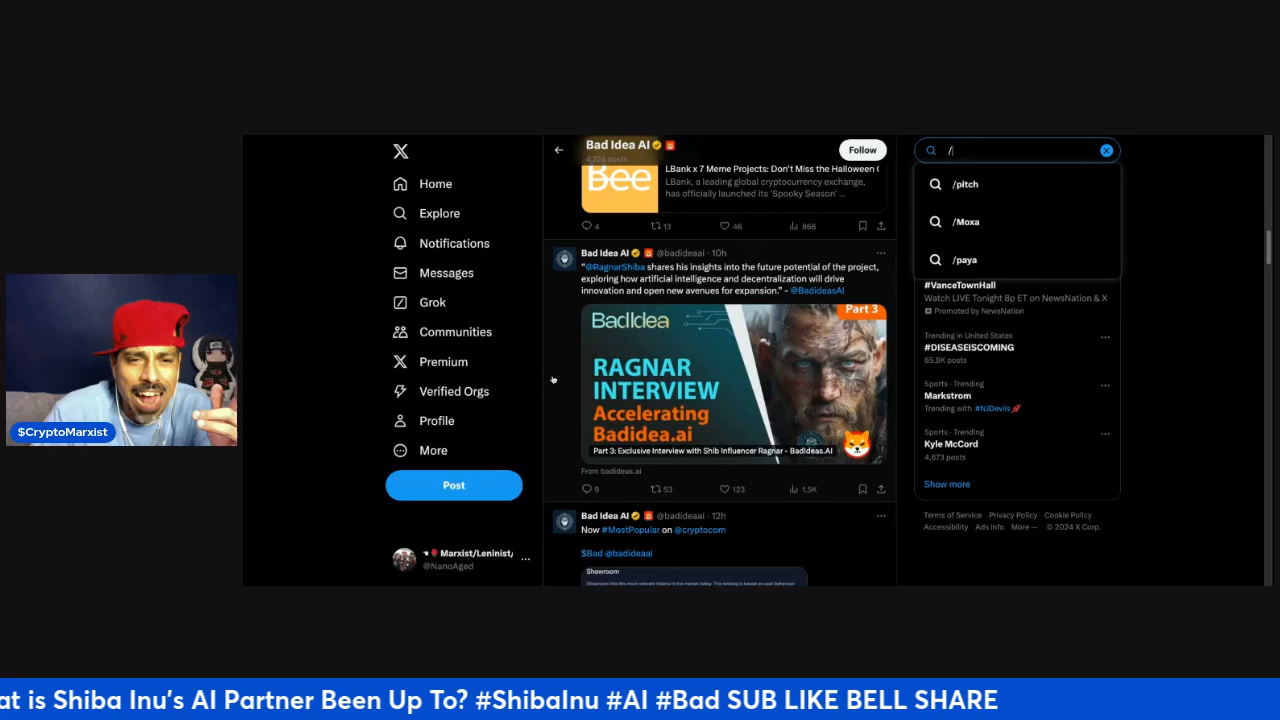 $CryptoMarxist
Home
Explore
Notifications
Messages
Grok
Communities
Premium
Verified Orgs
Profile
More
Post
Marxist/Leninist/
@NanoAged
Bad Idea AI
4,724 posts
Follow
Bee
LBank x 7 Meme Projects: Don't Miss the Halloween
LBank, a leading global cryptocurrency exchange,
has officially launched its 'Spooky Season' ...
4 13 46 866
Bad Idea AI @badideaai · 10h
"@RagnarShiba shares his insights into the future potential of the project,
exploring how artificial intelligence and decentralization will drive
innovation and open new avenues for expansion." - @BadideasAI
BadIdea
Part 3
RAGNAR
INTERVIEW
Accelerating
Badidea.ai
Part 3: Exclusive Interview with Shib Influencer Ragnar - BadIdeas.AI
From badideas.ai
9 53 123 1.5K
Bad Idea AI @badideaai · 12h
Now #MostPopular on @cryptocom
$Bad @badideaai
Showroom
/
/pitch
/Moxa
/paya
#VanceTownHall
Watch LIVE Tonight 8p ET on NewsNation & X
Promoted by NewsNation
Trending in United States
#DISEASEISCOMING
65.8K posts
Sports · Trending
Markstrom
Trending with #NJDevils
Sports · Trending
Kyle McCord
4,673 posts
Show more
Terms of Service Privacy Policy Cookie Policy
Accessibility Ads info More ··· © 2024 X Corp.
at is Shiba Inu's AI Partner Been Up To? #ShibaInu #AI #Bad SUB LIKE BELL SHARE